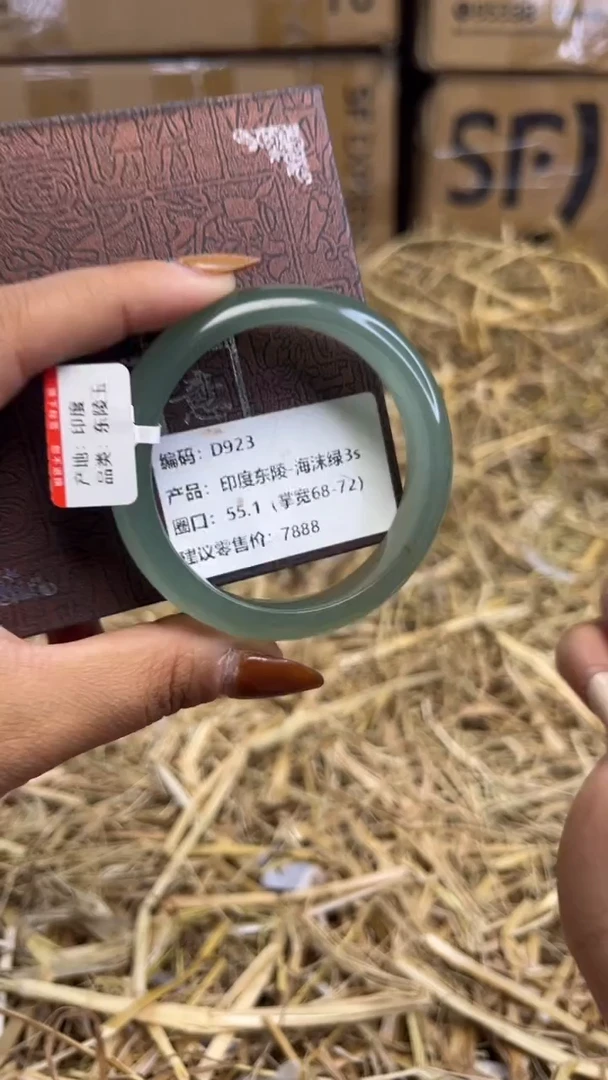 SF
产地：印度
品类：东陵玉
编码：D923
产品：印度东陵-海沫绿3s
圈口：55.1（掌宽68-72）
建议零售价：7888